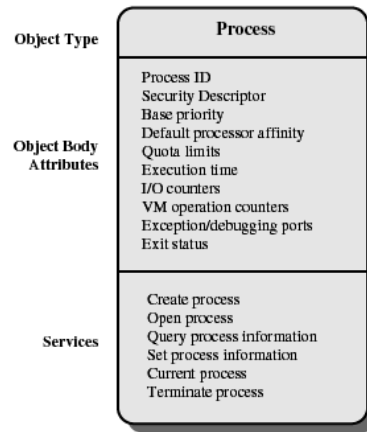 Object Type
Process
Object Body
Attributes
Process ID
Security Descriptor
Base priority
Default processor affinity
Quota limits
Execution time
I/O counters
VM operation counters
Exception/debugging ports
Exit status
Services
Create process
Open process
Query process information
Set process information
Current process
Terminate process